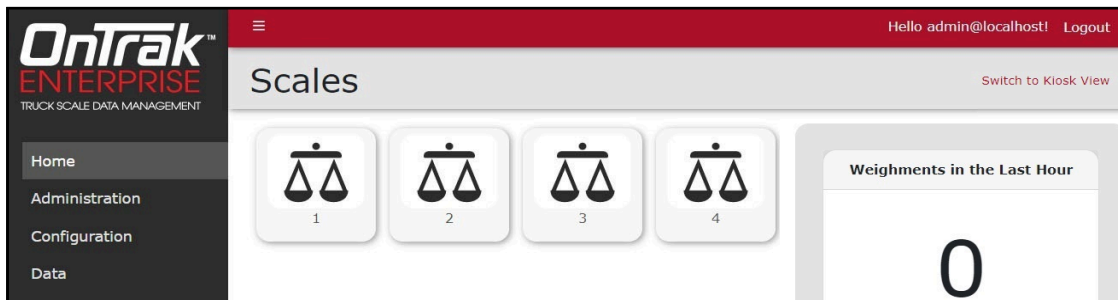 OnTrak™
ENTERPRISE
TRUCK SCALE DATA MANAGEMENT
Home
Administration
Configuration
Data
Hello admin@localhost! Logout
Scales
Switch to Kiosk View
1 2 3 4
Weighments in the Last Hour
0